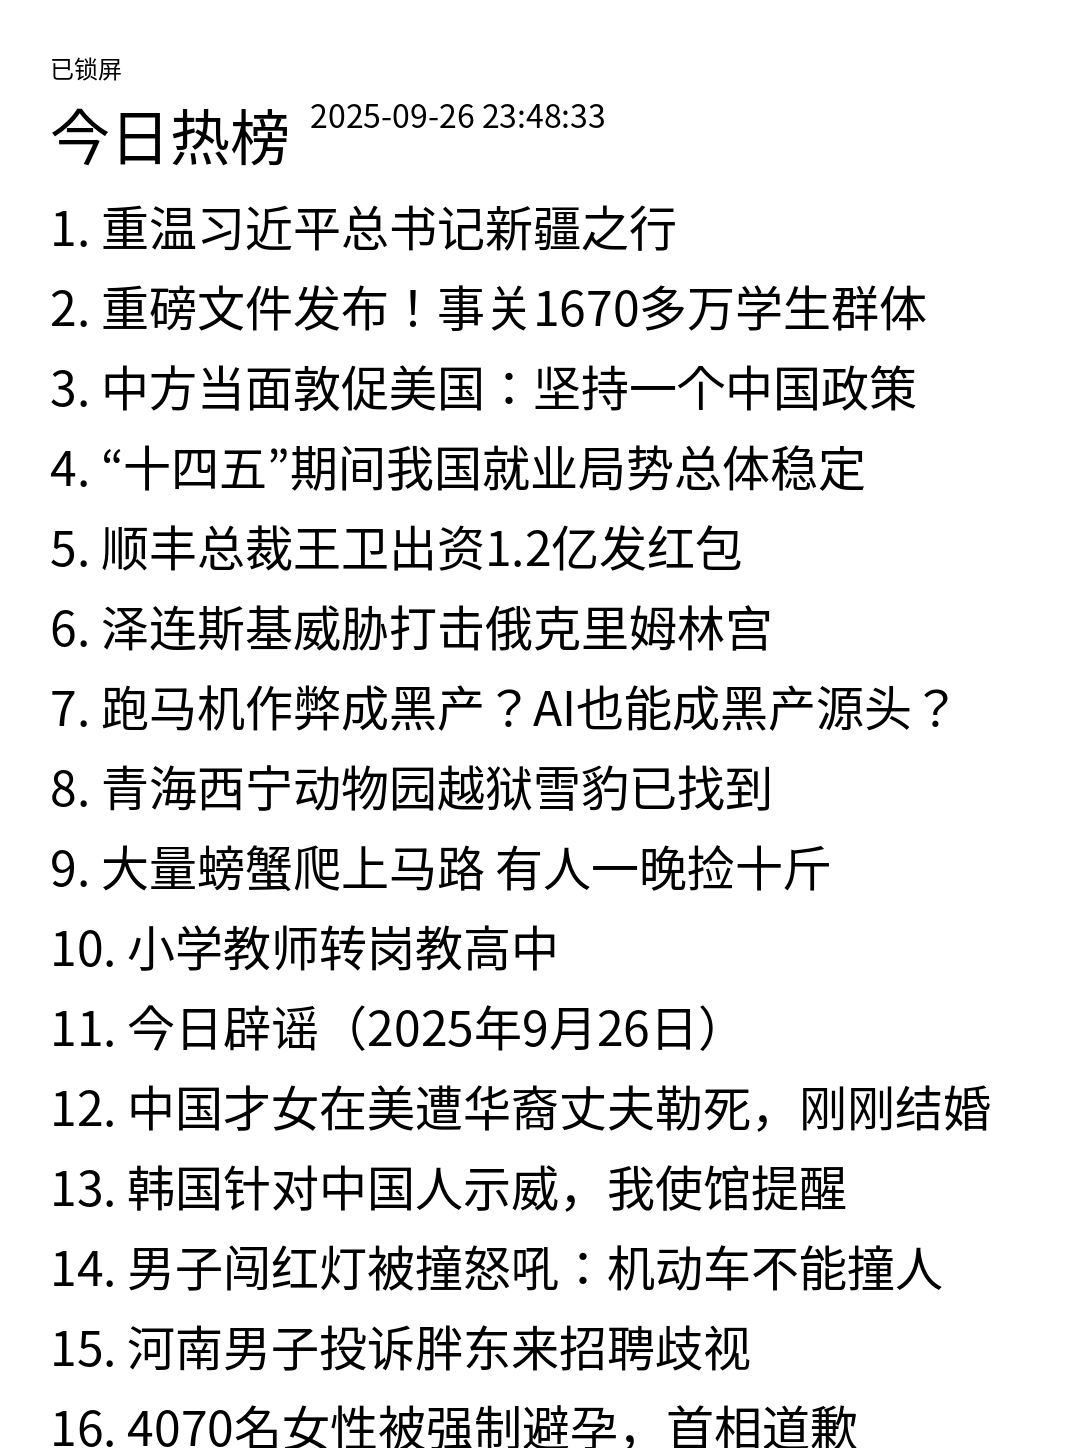 已锁屏
今日热榜 2025-09-26 23:48:33
1. 重温习近平总书记新疆之行
2. 重磅文件发布！事关1670多万学生群体
3. 中方当面敦促美国：坚持一个中国政策
4. “十四五”期间我国就业局势总体稳定
5. 顺丰总裁王卫出资1.2亿发红包
6. 泽连斯基威胁打击俄克里姆林宫
7. 跑马机作弊成黑产？AI也能成黑产源头？
8. 青海西宁动物园越狱雪豹已找到
9. 大量螃蟹爬上马路 有人一晚捡十斤
10. 小学教师转岗教高中
11. 今日辟谣（2025年9月26日）
12. 中国才女在美遭华裔丈夫勒死，刚刚结婚
13. 韩国针对中国人示威，我使馆提醒
14. 男子闯红灯被撞怒吼：机动车不能撞人
15. 河南男子投诉胖东来招聘歧视
16. 4070名女性被强制避孕，首相道歉